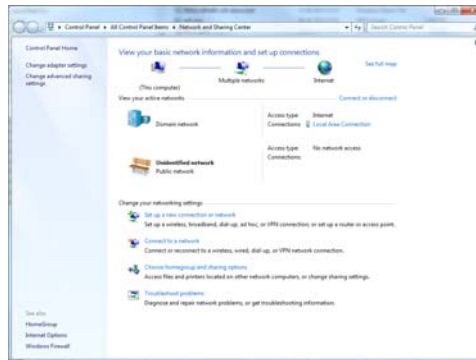 Control Panel ▸ All Control Panel Items ▸ Network and Sharing Center
Search Control Panel
Control Panel Home
Change adapter settings
Change advanced sharing
settings
View your basic network information and set up connections
See full map
(This computer)
Multiple networks
Internet
View your active networks
Connect or disconnect
Domain network
Access type: Internet
Connections: Local Area Connection
Unidentified network
Public network
Access type: No network access
Connections:
Change your networking settings
Set up a new connection or network
Set up a wireless, broadband, dial-up, ad hoc, or VPN connection; or set up a router or access point.
Connect to a network
Connect or reconnect to a wireless, wired, dial-up, or VPN network connection.
Choose homegroup and sharing options
Access files and printers located on other network computers, or change sharing settings.
Troubleshoot problems
Diagnose and repair network problems, or get troubleshooting information.
See also
HomeGroup
Internet Options
Windows Firewall